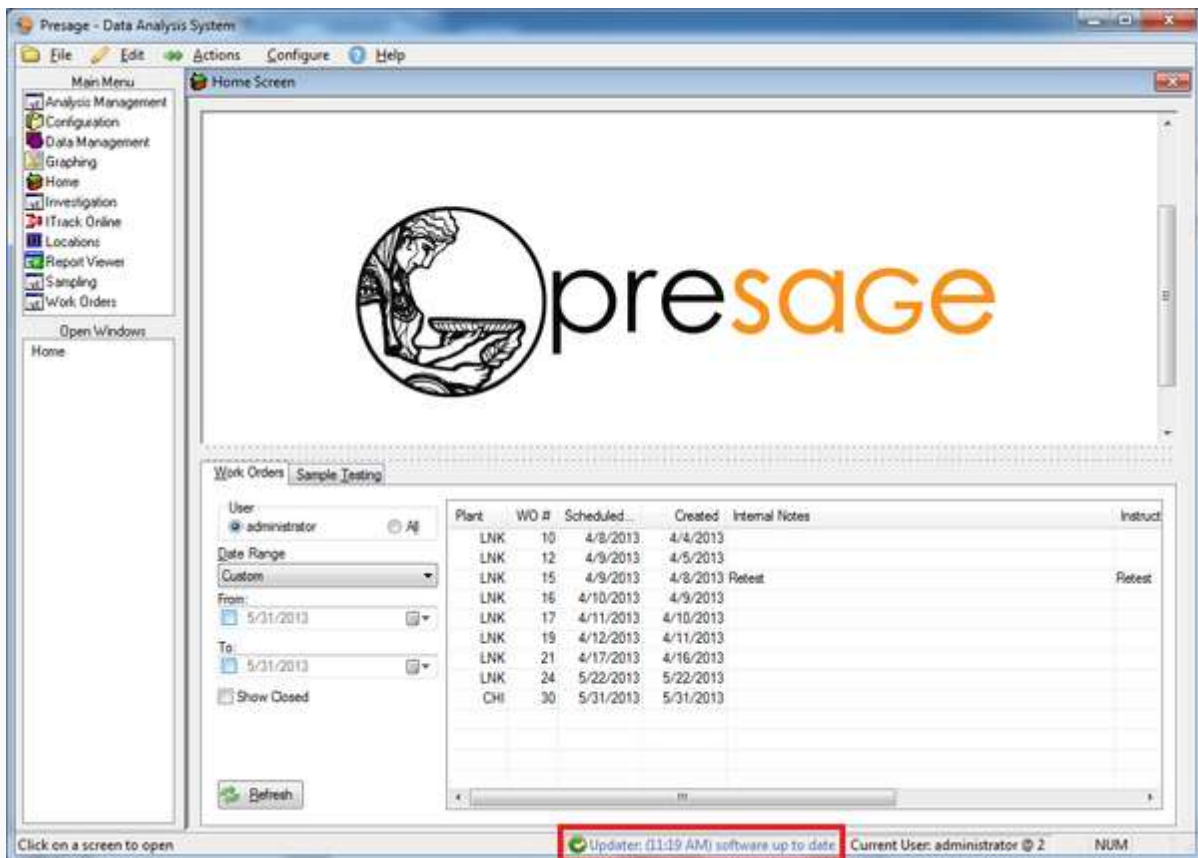 Presage - Data Analysis System
File Edit Actions Configure Help
Main Menu
Analysis Management
Configuration
Data Management
Graphing
Home
Investigation
ITrack Online
Locations
Report Viewer
Sampling
Work Orders
Open Windows
Home
Home Screen
presage
Work Orders Sample Testing
User
administrator All
Date Range
Custom
From:
5/31/2013
To:
5/31/2013
Show Closed
Refresh
Plant WO # Scheduled... Created Internal Notes Instruct
LNK 10 4/8/2013 4/4/2013
LNK 12 4/9/2013 4/5/2013
LNK 15 4/9/2013 4/8/2013 Retest Retest
LNK 16 4/10/2013 4/9/2013
LNK 17 4/11/2013 4/10/2013
LNK 19 4/12/2013 4/11/2013
LNK 21 4/17/2013 4/16/2013
LNK 24 5/22/2013 5/22/2013
CHI 30 5/31/2013 5/31/2013
Click on a screen to open Updater: (11:19 AM) software up to date Current User: administrator @ 2 NUM